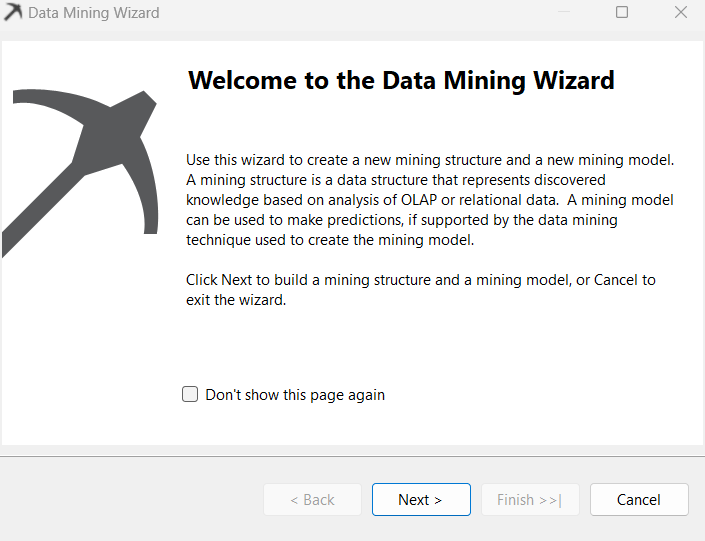 Data Mining Wizard
Welcome to the Data Mining Wizard
Use this wizard to create a new mining structure and a new mining model.
A mining structure is a data structure that represents discovered
knowledge based on analysis of OLAP or relational data.  A mining model
can be used to make predictions, if supported by the data mining
technique used to create the mining model.
Click Next to build a mining structure and a mining model, or Cancel to
exit the wizard.
Don't show this page again
< Back
Next >
Finish >>|
Cancel